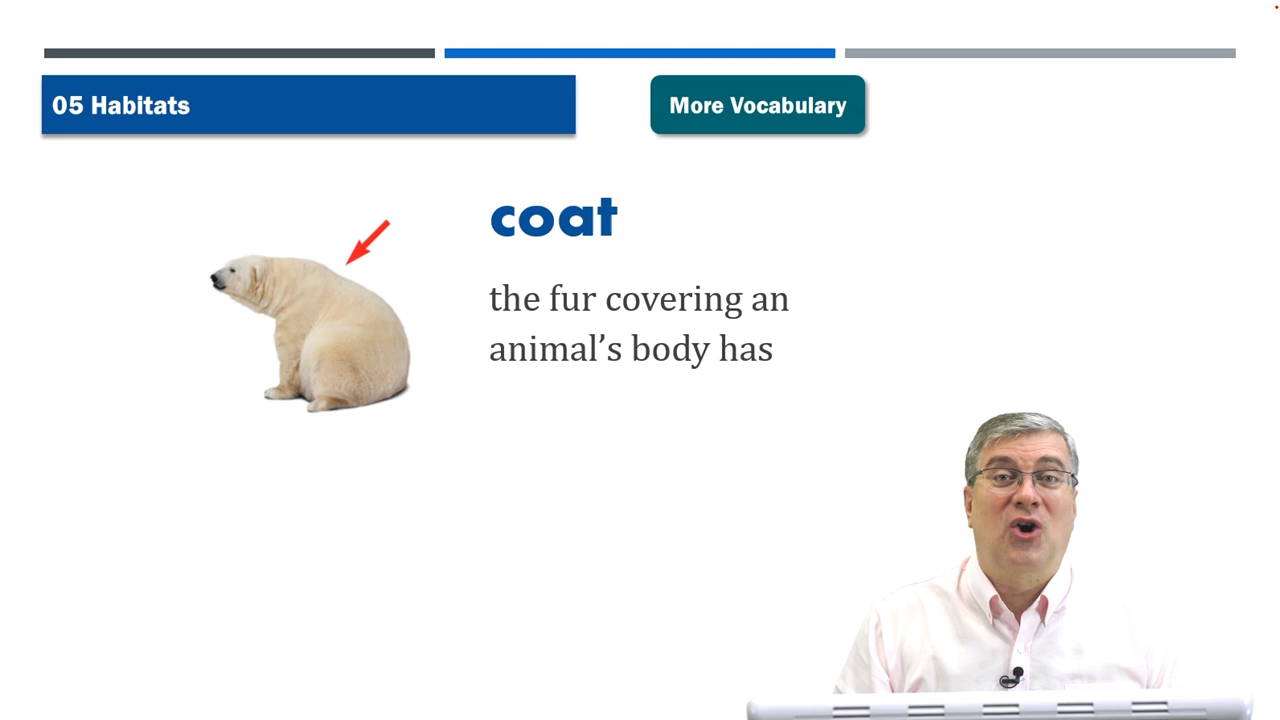 05 Habitats
More Vocabulary
coat
the fur covering an
animal’s body has